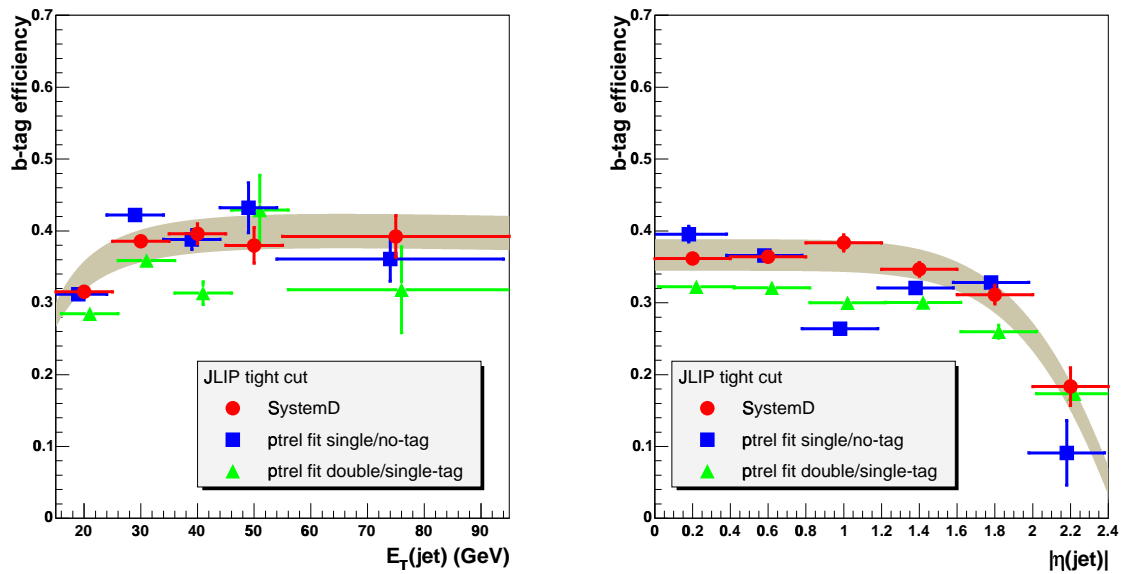 b-tag efficiency
0.7
0.6
0.5
0.4
0.3
0.2
0.1
0
20 30 40 50 60 70 80 90
E_T(jet) (GeV)
JLIP tight cut
SystemD
ptrel fit single/no-tag
ptrel fit double/single-tag
b-tag efficiency
0.7
0.6
0.5
0.4
0.3
0.2
0.1
0
0 0.2 0.4 0.6 0.8 1 1.2 1.4 1.6 1.8 2 2.2 2.4
|η(jet)|
JLIP tight cut
SystemD
ptrel fit single/no-tag
ptrel fit double/single-tag